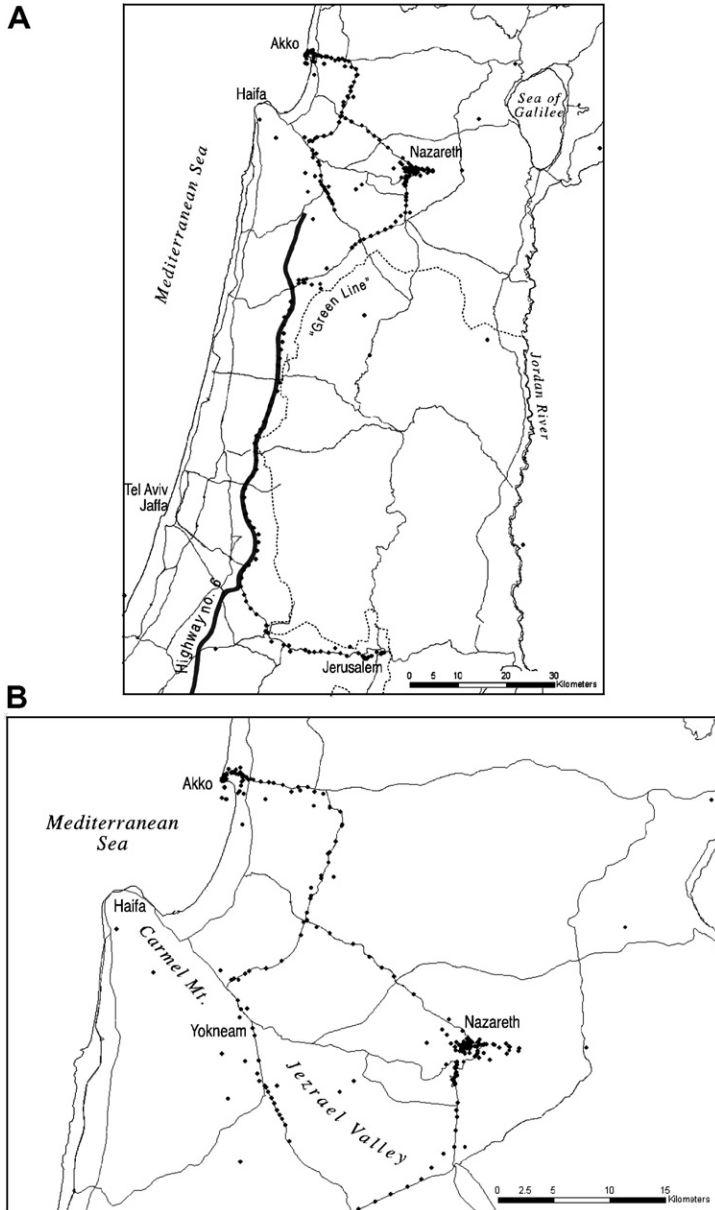 A
Akko
Haifa
Sea of
Galilee
Nazareth
Mediterranean Sea
"Green Line"
Jordan River
Tel Aviv
Jaffa
Highway no. 6
Jerusalem
0 5 10 20 30
Kilometers
B
Akko
Mediterranean
Sea
Haifa
Carmel Mt.
Yokneam
Nazareth
Jezrael Valley
0 2.5 5 10 15
Kilometers